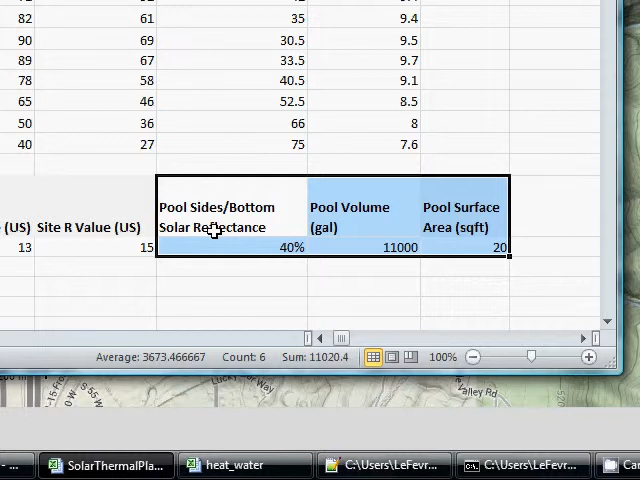 82 61 35 9.4
90 69 30.5 9.5
89 67 33.5 9.7
78 58 40.5 9.1
65 46 52.5 8.5
50 36 66 8
40 27 75 7.6
Pool Sides/Bottom Pool Volume Pool Surface
(US) Site R Value (US) Solar Reflectance (gal) Area (sqft)
13 15 40% 11000 20
Average: 3673.466667 Count: 6 Sum: 11020.4 100%
Valley Rd
SolarThermalPla... heat_water C:\Users\LeFevr... C:\Users\LeFevr... Car